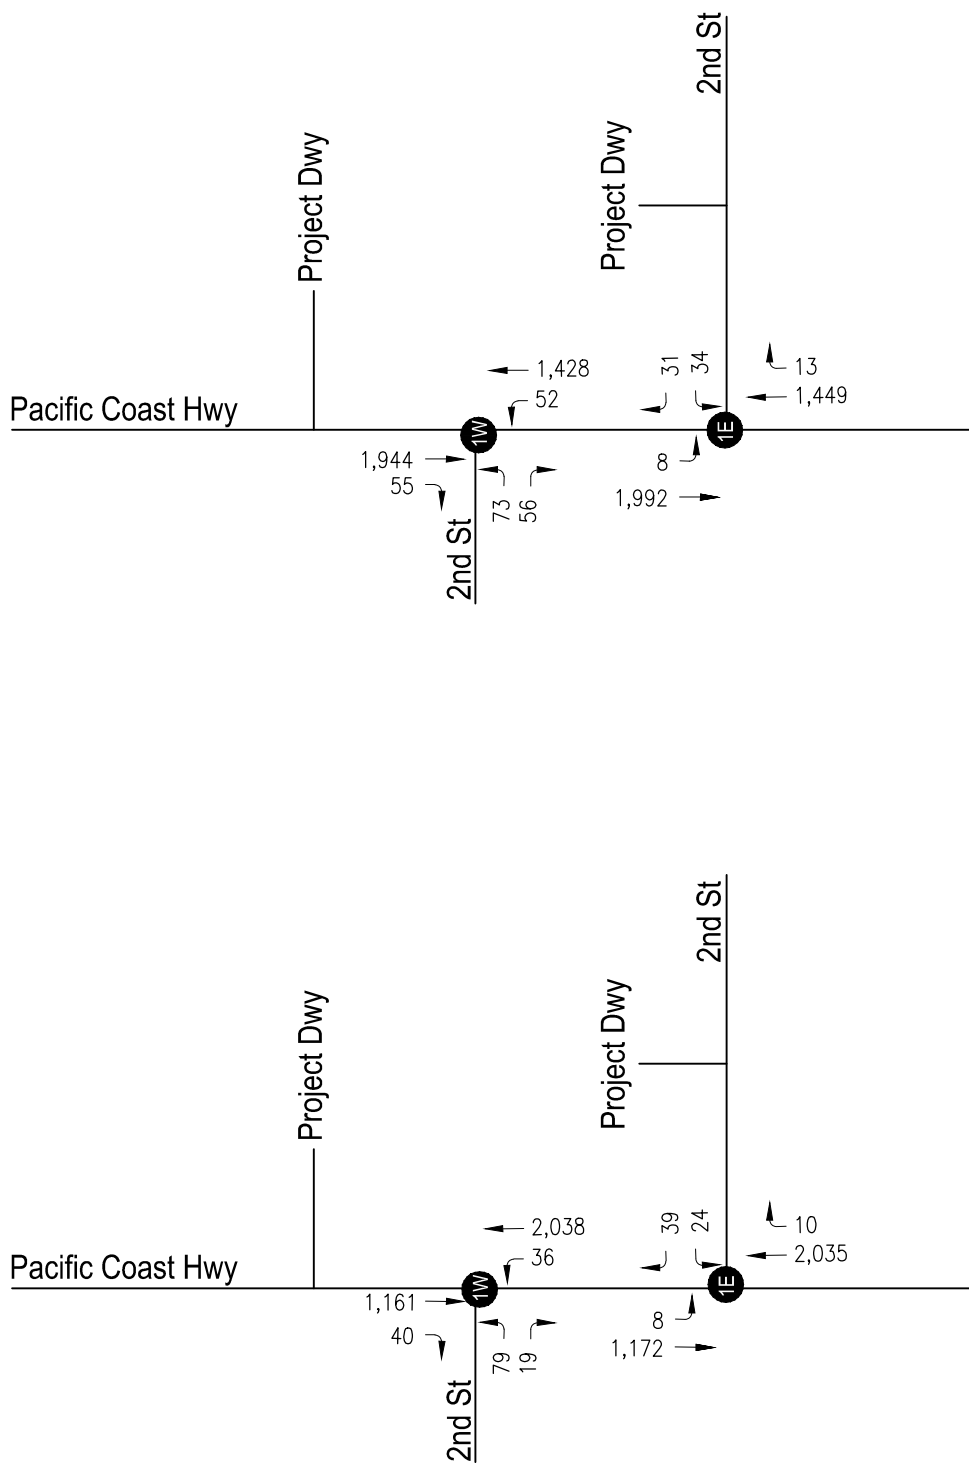 2nd St
Project Dwy
Project Dwy
31
34
13
1,428
1,449
52
Pacific Coast Hwy
1W
1E
1,944
8
55
73
56
1,992
2nd St
2nd St
Project Dwy
Project Dwy
39
24
10
2,038
2,035
36
Pacific Coast Hwy
1W
1E
1,161
8
40
79
19
1,172
2nd St